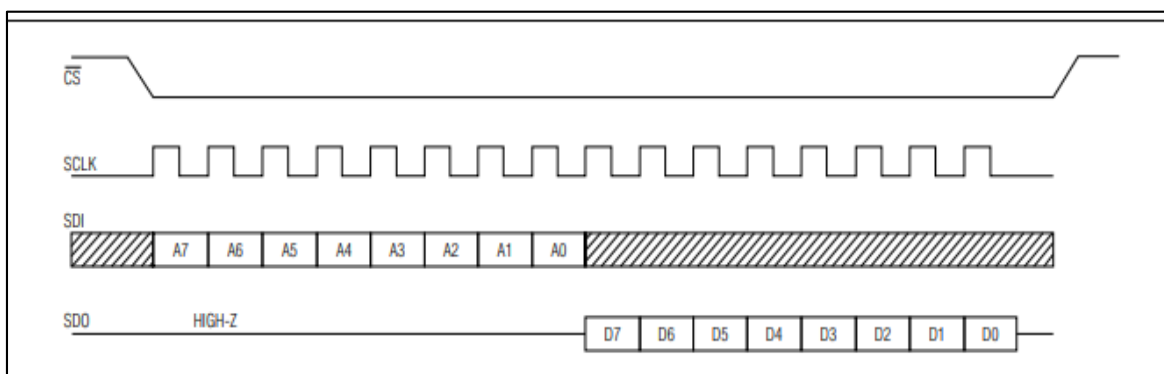 CS
SCLK
SDI
A7 A6 A5 A4 A3 A2 A1 A0
SDO HIGH-Z
D7 D6 D5 D4 D3 D2 D1 D0